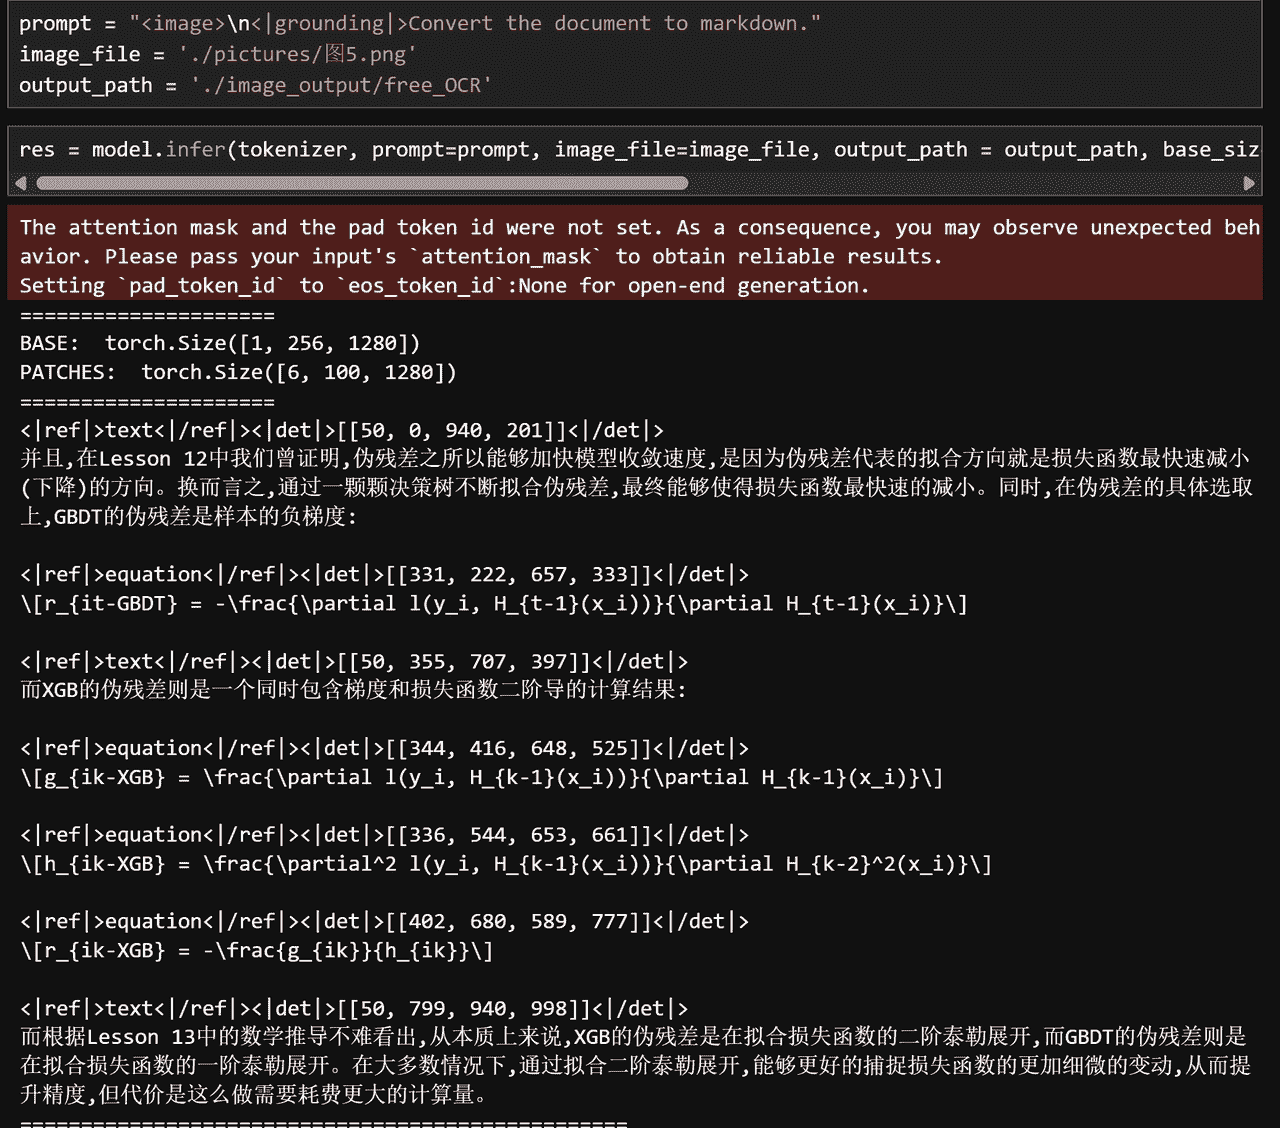 prompt = "<image>\n<|grounding|>Convert the document to markdown."
image_file = './pictures/图5.png'
output_path = './image_output/free_OCR'
res = model.infer(tokenizer, prompt=prompt, image_file=image_file, output_path = output_path, base_siz
The attention mask and the pad token id were not set. As a consequence, you may observe unexpected beh
avior. Please pass your input's `attention_mask` to obtain reliable results.
Setting `pad_token_id` to `eos_token_id`:None for open-end generation.
=====================
BASE:  torch.Size([1, 256, 1280])
PATCHES:  torch.Size([6, 100, 1280])
=====================
<|ref|>text<|/ref|><|det|>[[50, 0, 940, 201]]<|/det|>
并且,在Lesson 12中我们曾证明,伪残差之所以能够加快模型收敛速度,是因为伪残差代表的拟合方向就是损失函数最快速减小
(下降)的方向。换而言之,通过一颗颗决策树不断拟合伪残差,最终能够使得损失函数最快速的减小。同时,在伪残差的具体选取
上,GBDT的伪残差是样本的负梯度:
<|ref|>equation<|/ref|><|det|>[[331, 222, 657, 333]]<|/det|>
\[r_{it-GBDT} = -\frac{\partial l(y_i, H_{t-1}(x_i))}{\partial H_{t-1}(x_i)}\]
<|ref|>text<|/ref|><|det|>[[50, 355, 707, 397]]<|/det|>
而XGB的伪残差则是一个同时包含梯度和损失函数二阶导的计算结果:
<|ref|>equation<|/ref|><|det|>[[344, 416, 648, 525]]<|/det|>
\[g_{ik-XGB} = \frac{\partial l(y_i, H_{k-1}(x_i))}{\partial H_{k-1}(x_i)}\]
<|ref|>equation<|/ref|><|det|>[[336, 544, 653, 661]]<|/det|>
\[h_{ik-XGB} = \frac{\partial^2 l(y_i, H_{k-1}(x_i))}{\partial H_{k-2}^2(x_i)}\]
<|ref|>equation<|/ref|><|det|>[[402, 680, 589, 777]]<|/det|>
\[r_{ik-XGB} = -\frac{g_{ik}}{h_{ik}}\]
<|ref|>text<|/ref|><|det|>[[50, 799, 940, 998]]<|/det|>
而根据Lesson 13中的数学推导不难看出,从本质上来说,XGB的伪残差是在拟合损失函数的二阶泰勒展开,而GBDT的伪残差则是
在拟合损失函数的一阶泰勒展开。在大多数情况下,通过拟合二阶泰勒展开,能够更好的捕捉损失函数的更加细微的变动,从而提
升精度,但代价是这么做需要耗费更大的计算量。
==================================================